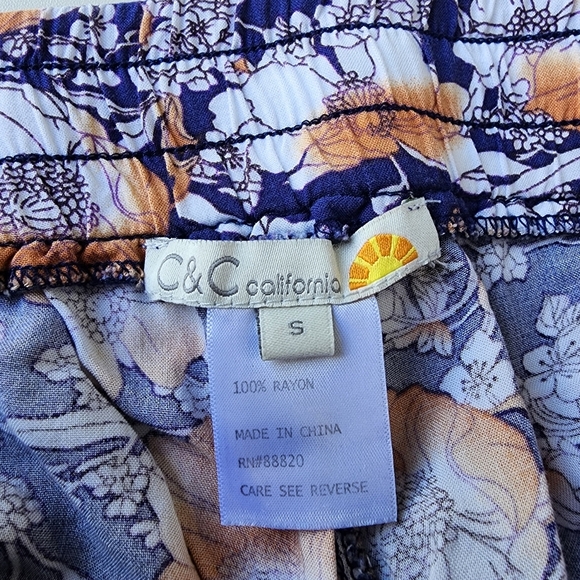 C&C california
S
100% RAYON
MADE IN CHINA
RN#88820
CARE SEE REVERSE